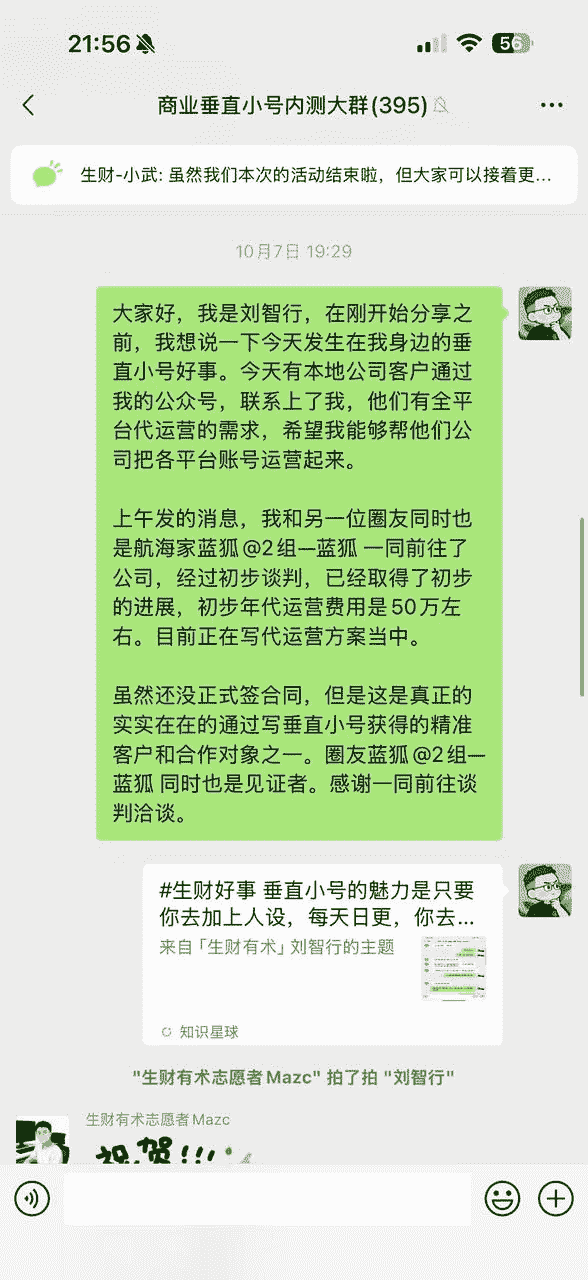 21:56
56
商业垂直小号内测大群(395)
生财-小武: 虽然我们本次的活动结束啦，但大家可以接着更...
10月7日 19:29
大家好，我是刘智行，在刚开始分享之
前，我想说一下今天发生在我身边的垂
直小号好事。今天有本地公司客户通过
我的公众号，联系上了我，他们有全平
台代运营的需求，希望我能够帮他们公
司把各平台账号运营起来。
上午发的消息，我和另一位圈友同时也
是航海家蓝狐@2组—蓝狐 一同前往了
公司，经过初步谈判，已经取得了初步
的进展，初步年代运营费用是50万左
右。目前正在写代运营方案当中。
虽然还没正式签合同，但是这是真正的
实实在在的通过写垂直小号获得的精准
客户和合作对象之一。圈友蓝狐@2组—
蓝狐 同时也是见证者。感谢一同前往谈
判洽谈。
#生财好事 垂直小号的魅力是只要
你去加上人设，每天日更，你去...
来自「生财有术」刘智行的主题
知识星球
"生财有术志愿者Mazc" 拍了拍 "刘智行"
生财有术志愿者Mazc
祝贺!!!